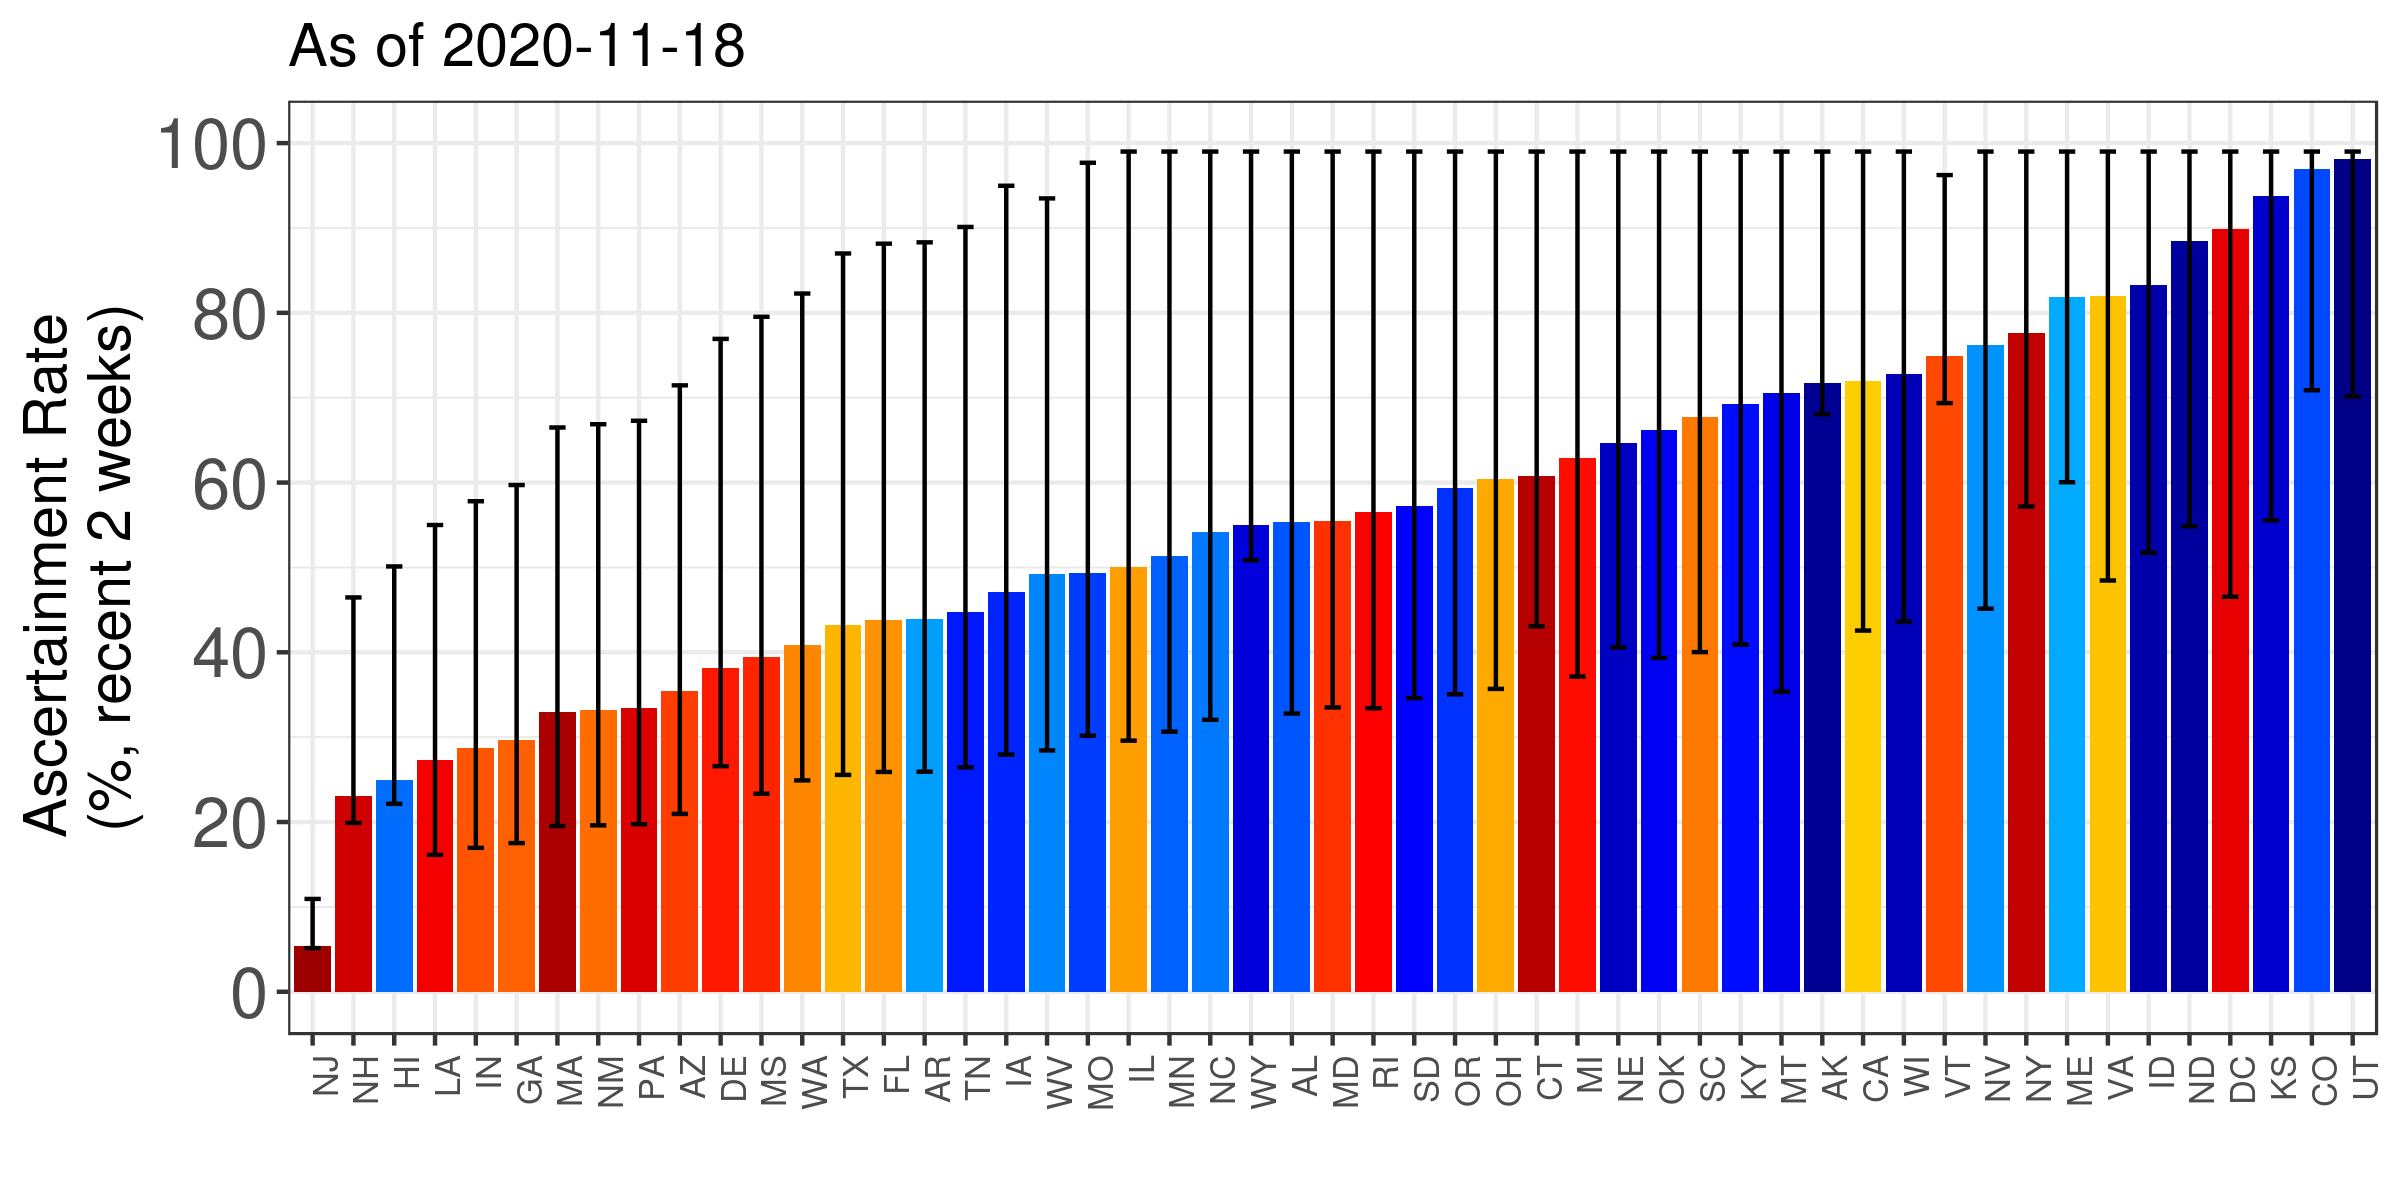 As of 2020-11-18
Ascertainment Rate
(%, recent 2 weeks)
100
80
60
40
20
0
NJ
NH
HI
LA
IN
GA
MA
NM
PA
AZ
DE
MS
WA
TX
FL
AR
TN
IA
WV
MO
IL
MN
NC
WY
AL
MD
RI
SD
OR
OH
CT
MI
NE
OK
SC
KY
MT
AK
CA
WI
VT
NV
NY
ME
VA
ID
ND
DC
KS
CO
UT